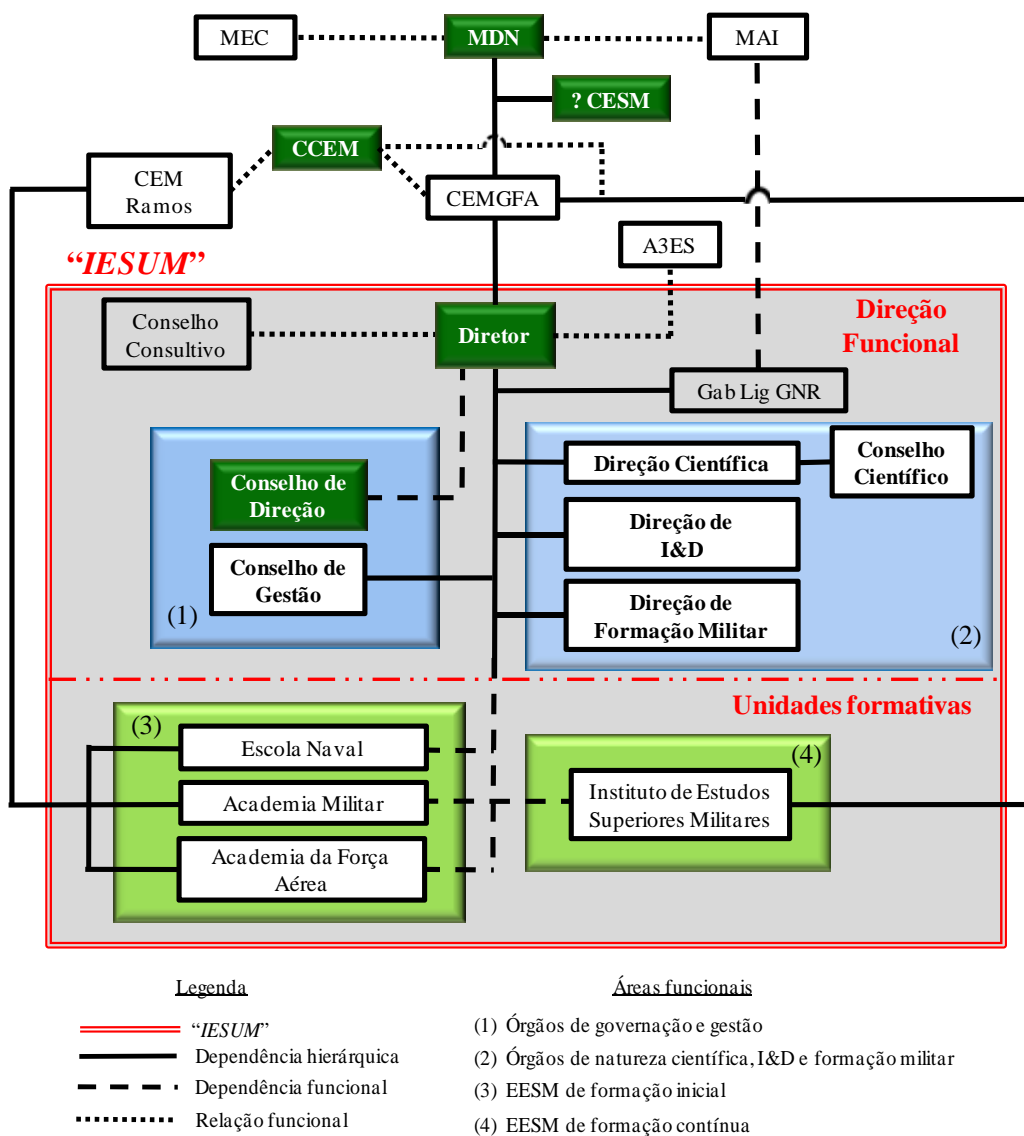 MEC
MDN
MAI
? CESM
CCEM
CEM
Ramos
CEMGFA
A3ES
“IESUM”
Conselho
Consultivo
Diretor
Direção
Funcional
Gab Lig GNR
Conselho de
Direção
Conselho de
Gestão
(1)
Direção Científica
Conselho
Científico
Direção de
I&D
Direção de
Formação Militar
(2)
Unidades formativas
(3)
Escola Naval
Academia Militar
Academia da Força
Aérea
(4)
Instituto de Estudos
Superiores Militares
Legenda
“IESUM”
Dependência hierárquica
Dependência funcional
Relação funcional
Áreas funcionais
(1) Órgãos de governação e gestão
(2) Órgãos de natureza científica, I&D e formação militar
(3) EESM de formação inicial
(4) EESM de formação contínua